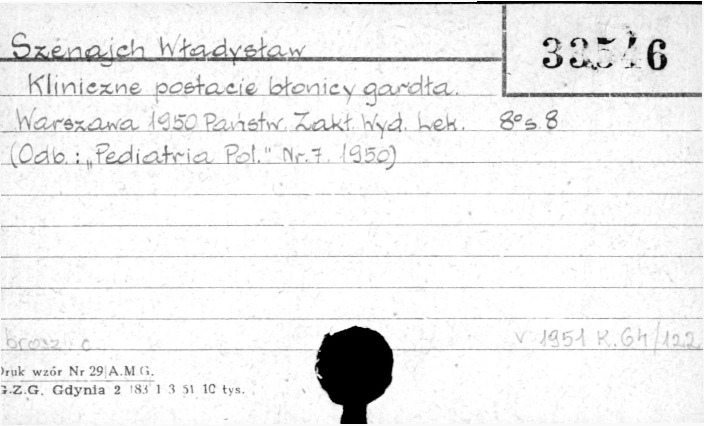 Szenajch Władysław
33546
Kliniczne postacie błonicy gardła.
Warszawa 1950 Państw. Zakł. Wyd. Lek. 8° s. 8
(Odb.: „Pediatria Pol." Nr. 7. 1950)
brosz. c.
V 1951 K. 64/122
Druk wzór Nr 29 A.M G.
G.Z.G. Gdynia 2 183 1 3 51 10 tys.